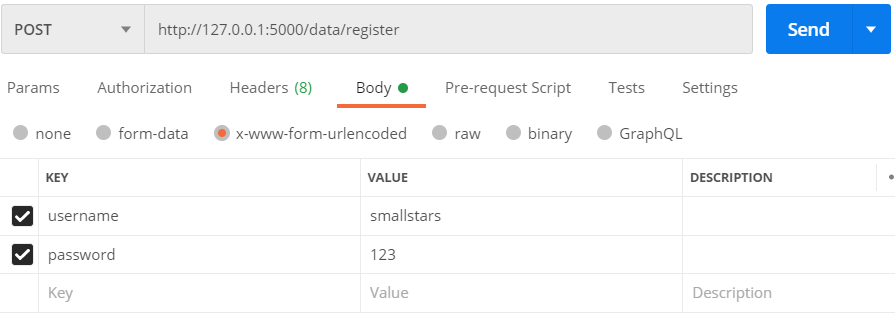 POST http://127.0.0.1:5000/data/register Send
Params Authorization Headers (8) Body Pre-request Script Tests Settings
none form-data x-www-form-urlencoded raw binary GraphQL
KEY VALUE DESCRIPTION
username smallstars
password 123
Key Value Description